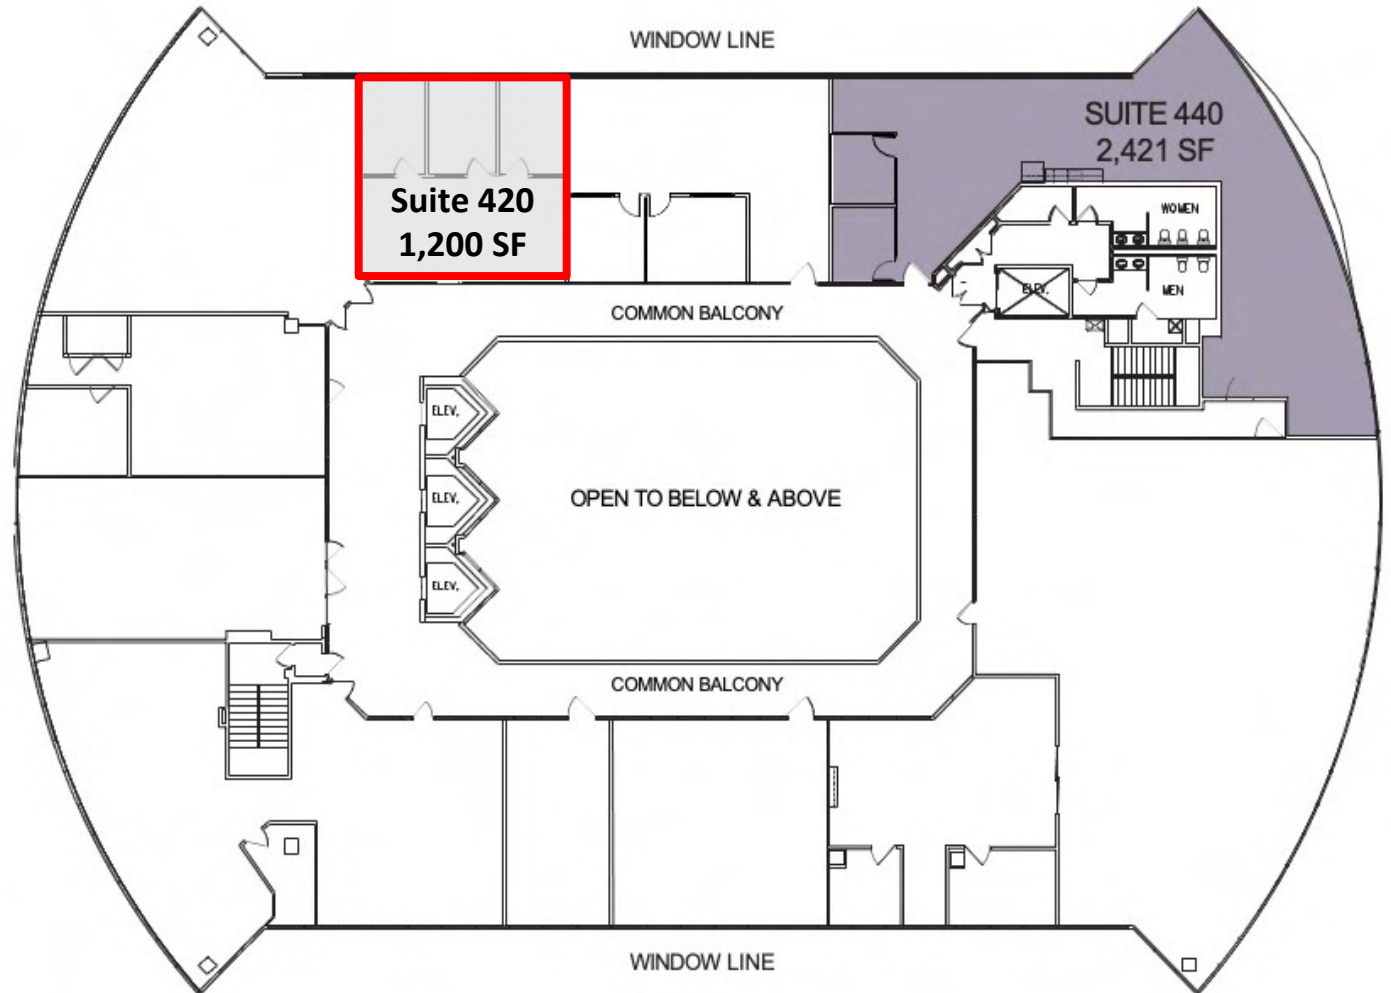 WINDOW LINE
SUITE 440
2,421 SF
Suite 420
1,200 SF
WOMEN
ELEV.
MEN
COMMON BALCONY
ELEV.
ELEV.
OPEN TO BELOW & ABOVE
ELEV.
COMMON BALCONY
WINDOW LINE